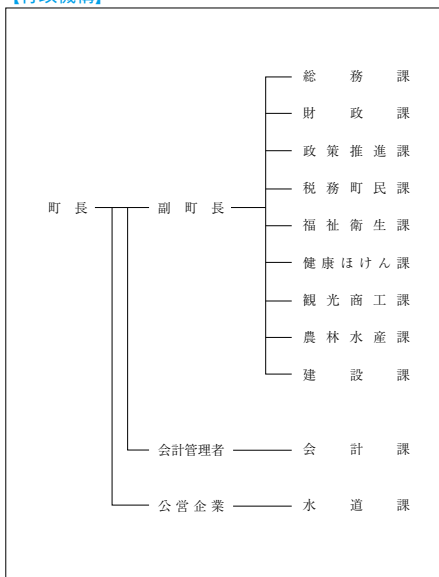 【行政機構】
総務課
財政課
政策推進課
税務町民課
町長 副町長
福祉衛生課
健康ほけん課
観光商工課
農林水産課
建設課
会計管理者 会計課
公営企業 水道課